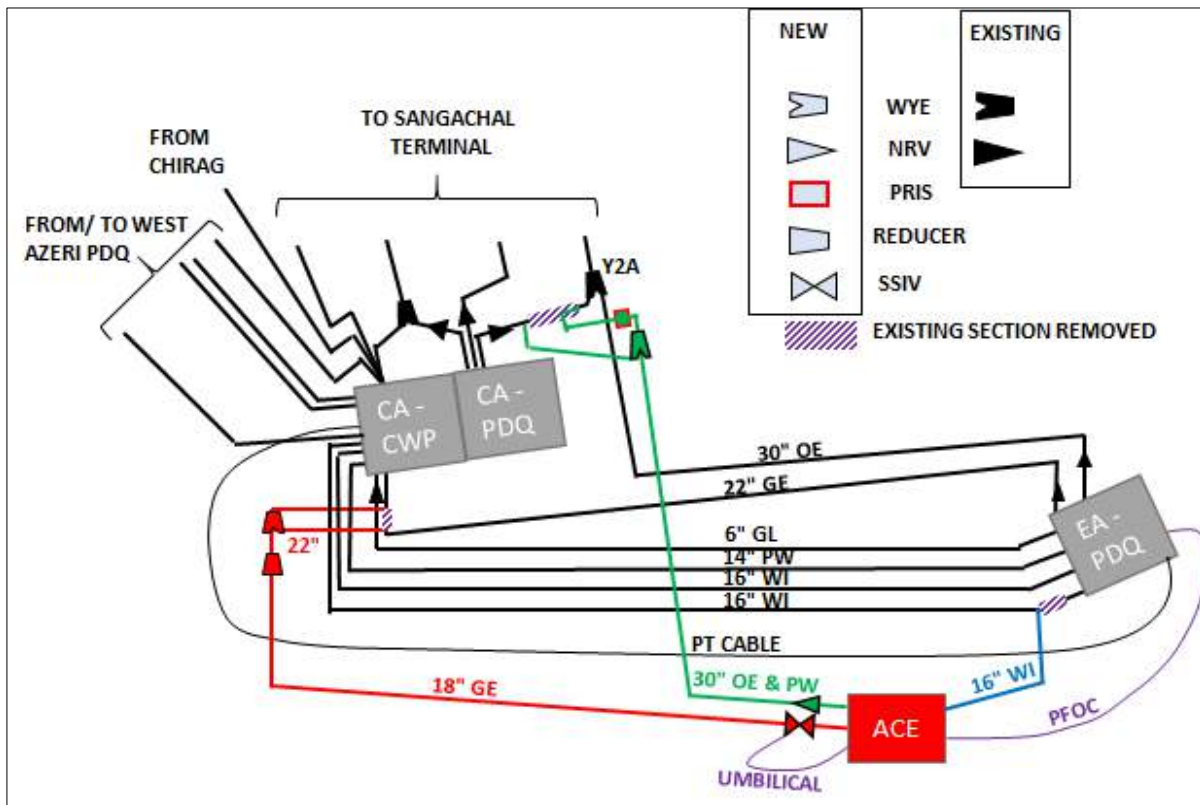 NEW
EXISTING
WYE
NRV
PRIS
REDUCER
SSIV
EXISTING SECTION REMOVED
TO SANGACHAL
TERMINAL
FROM
CHIRAG
FROM/ TO WEST
AZERI PDQ
Y2A
CA -
CWP
CA -
PDQ
30" OE
22" GE
EA -
PDQ
6" GL
22"
14" PW
16" WI
16" WI
PT CABLE
18" GE
30" OE & PW
16" WI
PFOC
ACE
UMBILICAL